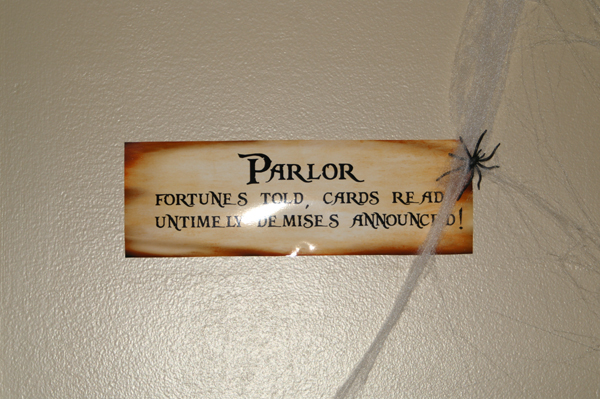 Parlor
FORTUNES TOLD, CARDS READ,
UNTIMELY DEMISES ANNOUNCED!